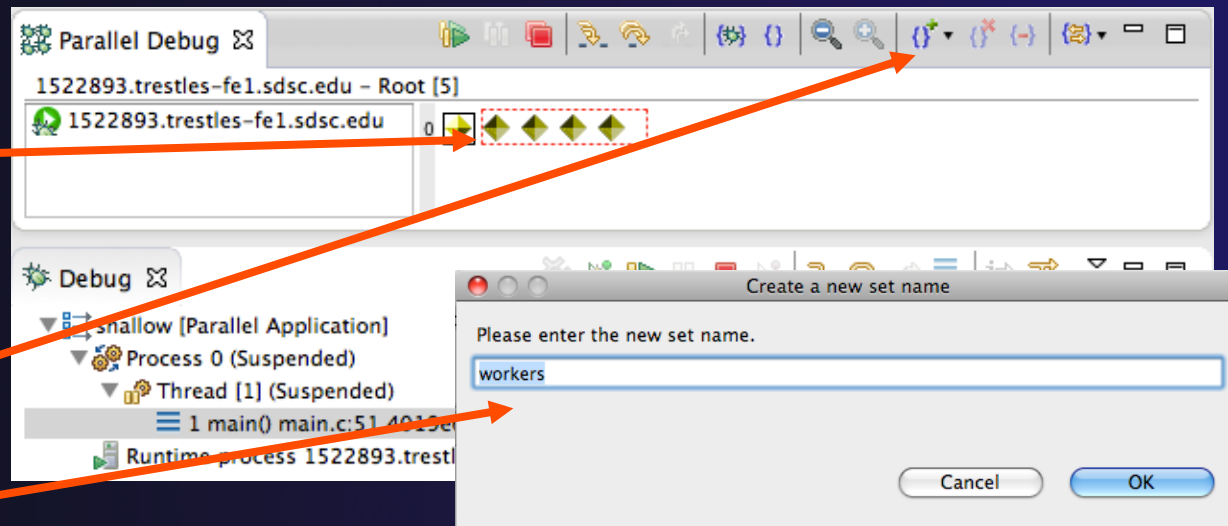 Parallel Debug
1522893.trestles-fe1.sdsc.edu - Root [5]
1522893.trestles-fe1.sdsc.edu
0
Debug
shallow [Parallel Application]
Process 0 (Suspended)
Thread [1] (Suspended)
1 main() main.c:51
Runtime process 1522893.trestl
Create a new set name
Please enter the new set name.
workers
Cancel
OK